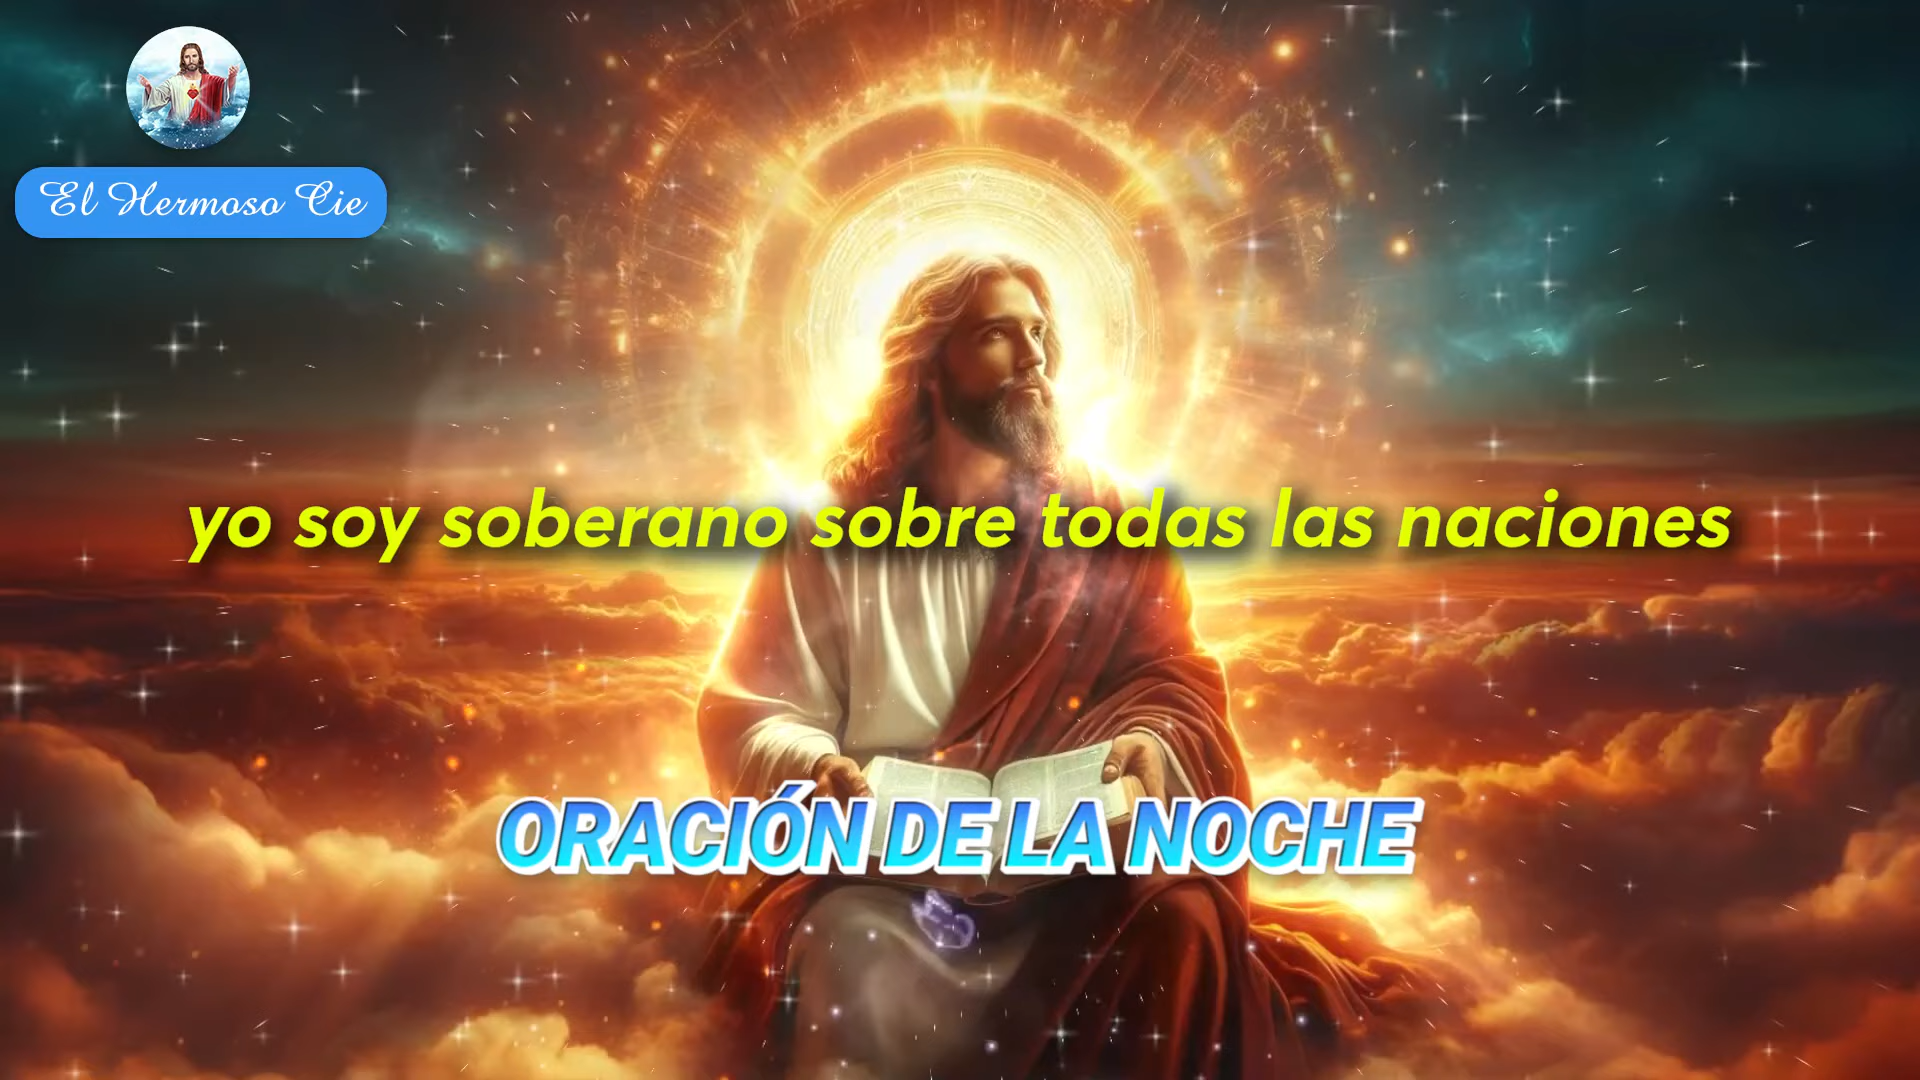 El Hermoso Cie
yo soy soberano sobre todas las naciones
ORACIÓN DE LA NOCHE